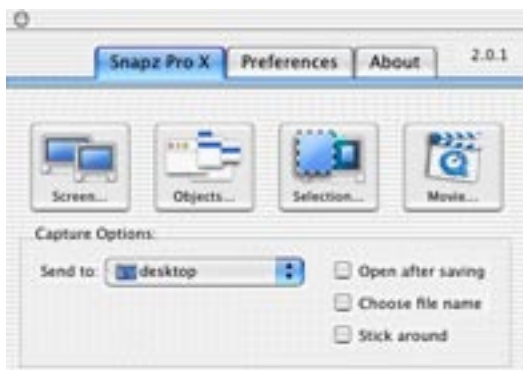 Snapz Pro X Preferences About 2.0.1
Screen... Objects... Selection... Movie...
Capture Options:
Send to: desktop
Open after saving
Choose file name
Stick around